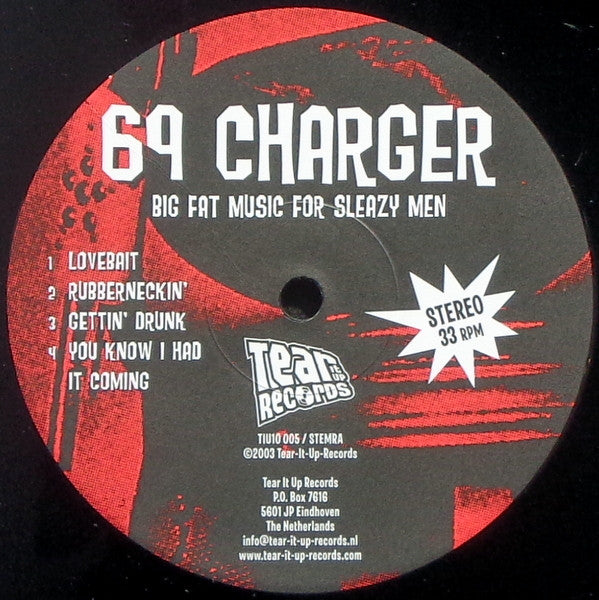 69 CHARGER
BIG FAT MUSIC FOR SLEAZY MEN
1 LOVEBAIT
2 RUBBERNECKIN'
3 GETTIN' DRUNK
4 YOU KNOW I HAD
IT COMING
STEREO
33 RPM
Tear
IT
UP
RECORDS
TIU10 005 / STEMRA
©2003 Tear-It-Up-Records
Tear It Up Records
P.O. Box 7616
5601 JP Eindhoven
The Netherlands
info@tear-it-up-records.nl
www.tear-it-up-records.com